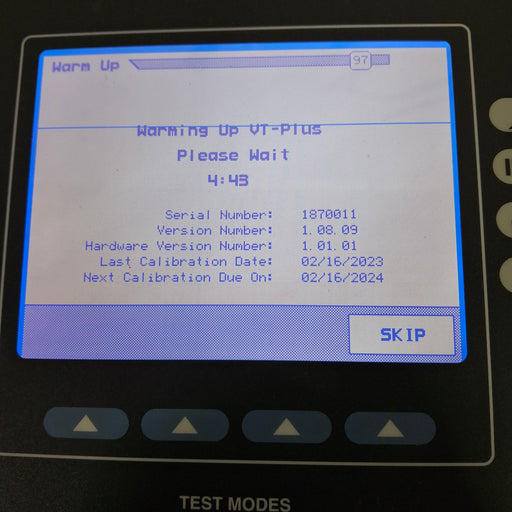 Warm Up 97
Warming Up VT-Plus
Please Wait
4:43
Serial Number: 1870011
Version Number: 1.08.09
Hardware Version Number: 1.01.01
Last Calibration Date: 02/16/2023
Next Calibration Due On: 02/16/2024
SKIP
TEST MODES